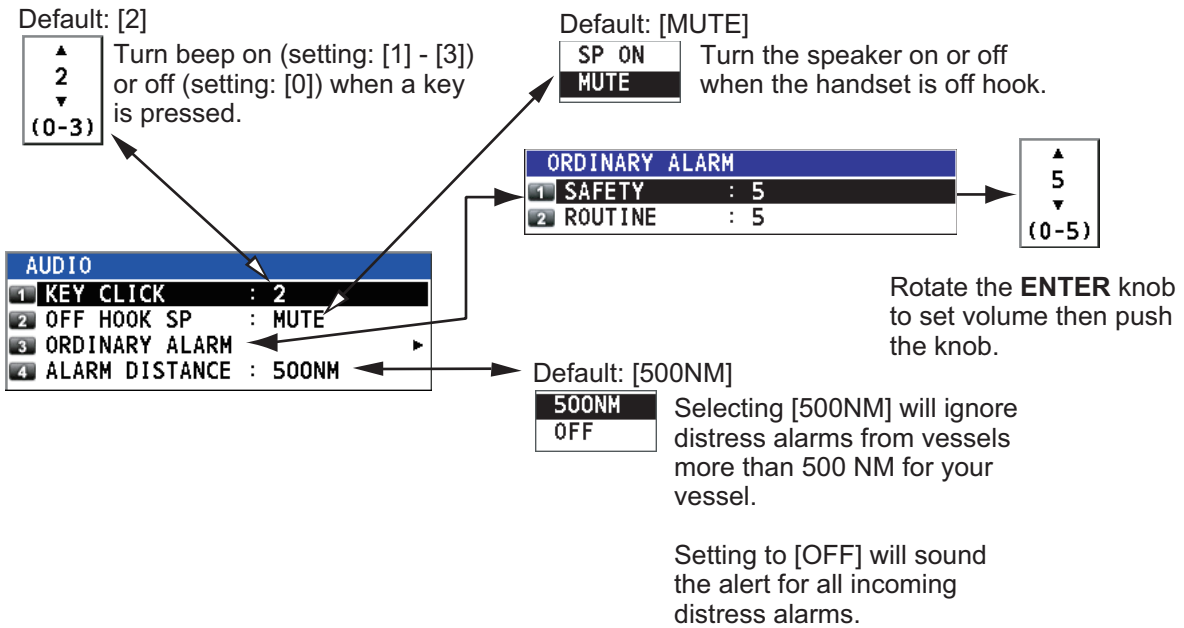 Default: [2]
▲
2
▼
(0-3)
Turn beep on (setting: [1] - [3])
or off (setting: [0]) when a key
is pressed.
Default: [MUTE]
SP ON
MUTE
Turn the speaker on or off
when the handset is off hook.
ORDINARY ALARM
1 SAFETY : 5
2 ROUTINE : 5
▲
5
▼
(0-5)
Rotate the ENTER knob
to set volume then push
the knob.
AUDIO
1 KEY CLICK : 2
2 OFF HOOK SP : MUTE
3 ORDINARY ALARM ►
4 ALARM DISTANCE : 500NM
Default: [500NM]
500NM
OFF
Selecting [500NM] will ignore
distress alarms from vessels
more than 500 NM for your
vessel.
Setting to [OFF] will sound
the alert for all incoming
distress alarms.